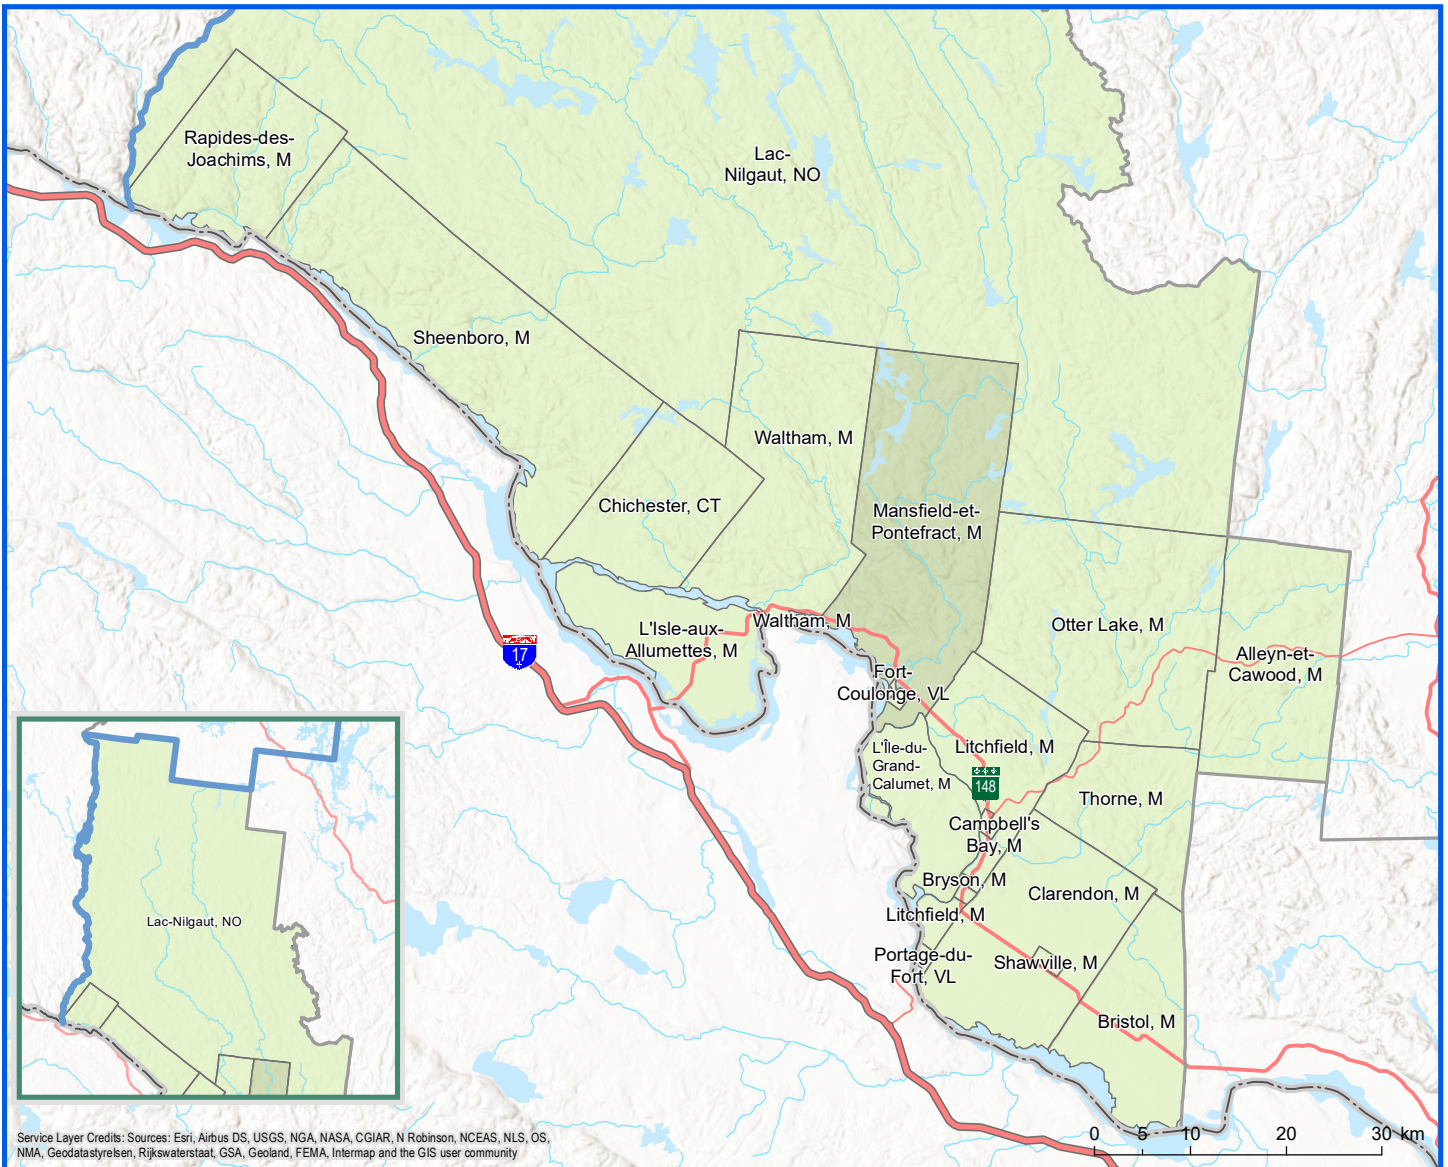 Rapides-des-
Joachims, M
Lac-
Nilgaut, NO
Sheenboro, M
Waltham, M
Chichester, CT
Mansfield-et-
Pontefract, M
L'Isle-aux-
Allumettes, M
Waltham, M
Otter Lake, M
Alleyn-et-
Cawood, M
17
Fort-
Coulonge, VL
L'Île-du-
Grand-
Calumet, M
Litchfield, M
148
Thorne, M
Campbell's
Bay, M
Bryson, M
Clarendon, M
Litchfield, M
Lac-Nilgaut, NO
Portage-du-
Fort, VL
Shawville, M
Bristol, M
0 5 10 20 30 km
Service Layer Credits: Sources: Esri, Airbus DS, USGS, NGA, NASA, CGIAR, N Robinson, NCEAS, NLS, OS,
NMA, Geodatastyrelsen, Rijkswaterstaat, GSA, Geoland, FEMA, Intermap and the GIS user community